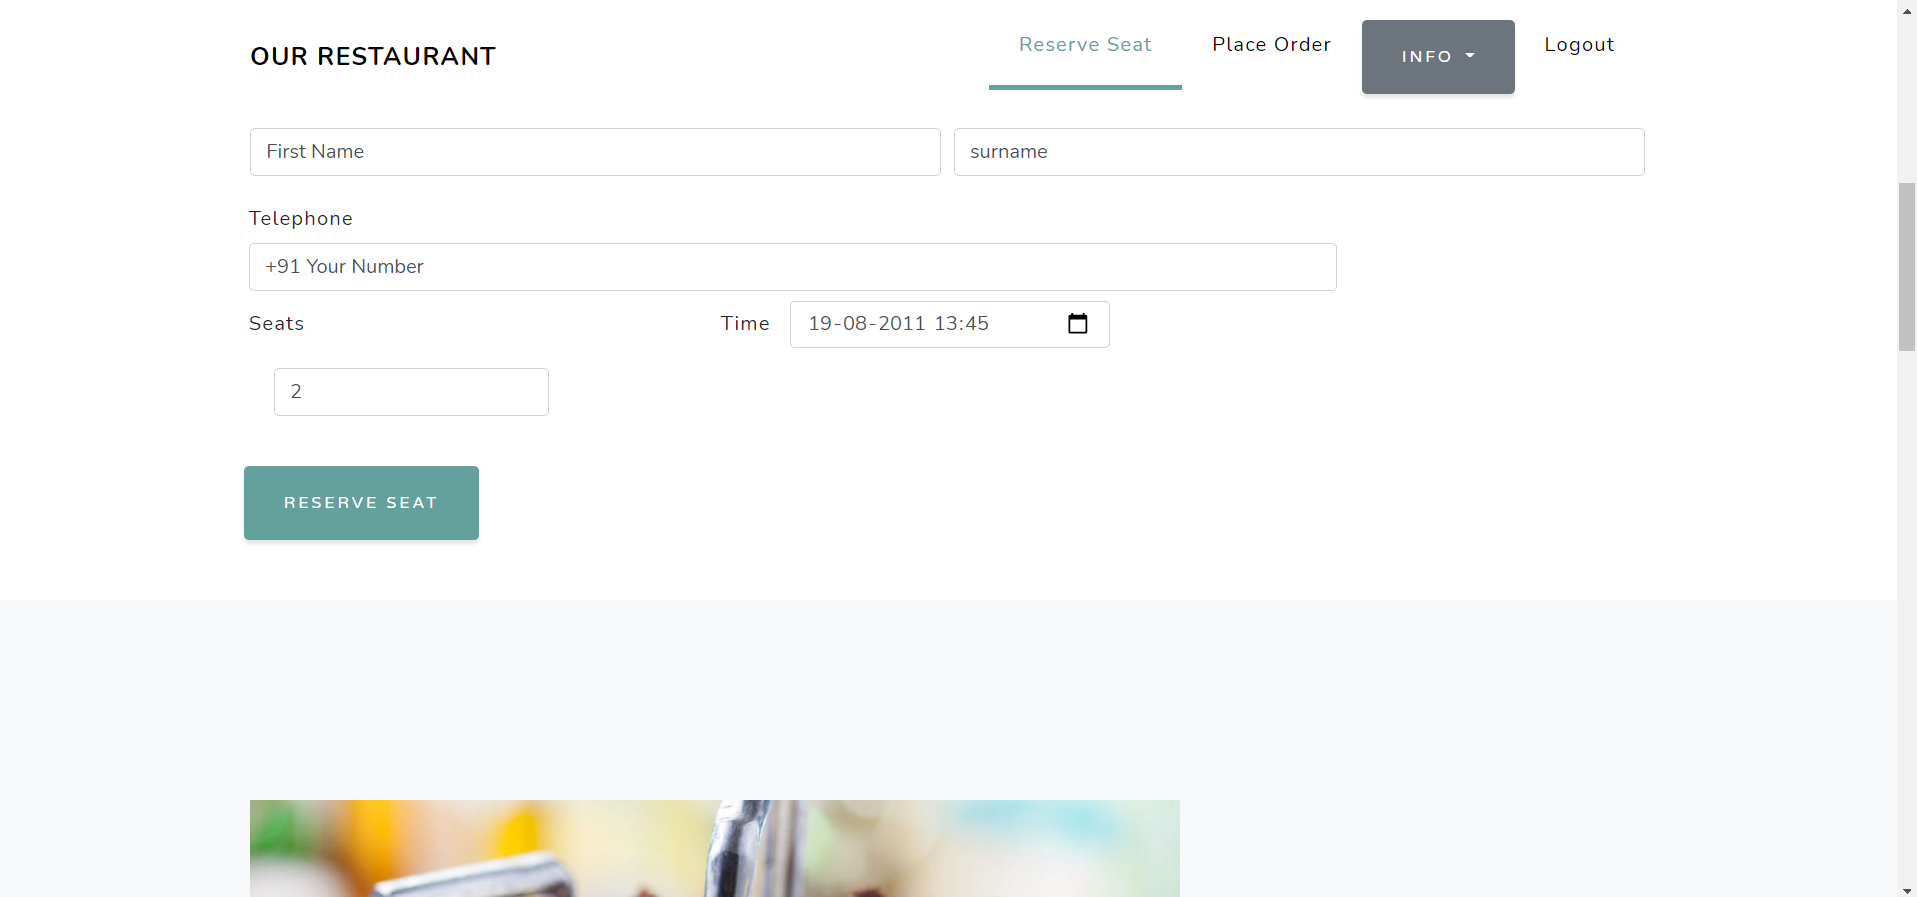 OUR RESTAURANT
Reserve Seat
Place Order
INFO
Logout
First Name
surname
Telephone
+91 Your Number
Seats
Time
19-08-2011 13:45
2
RESERVE SEAT